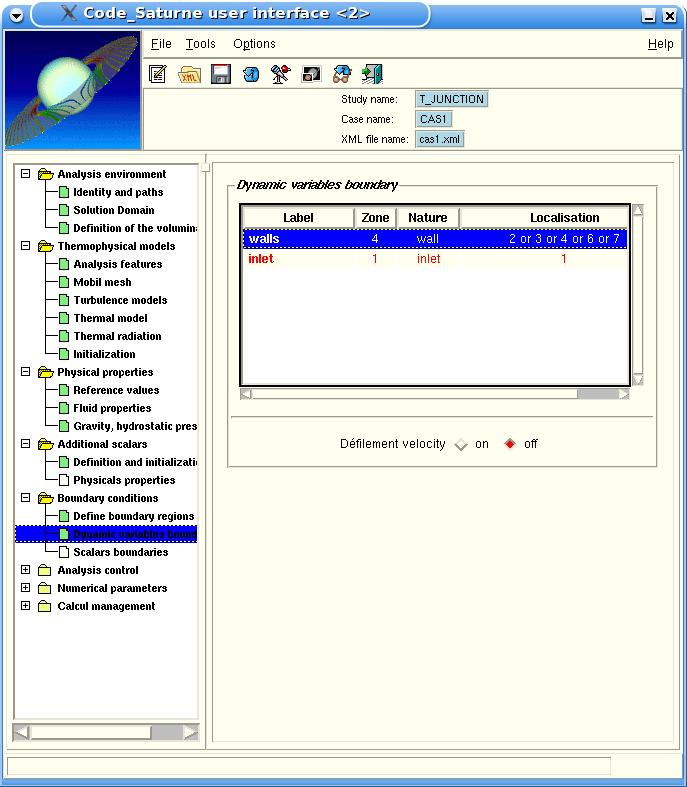 Code_Saturne user interface <2>
File Tools Options Help
XML
Study name: T_JUNCTION
Case name: CAS1
XML file name: cas1.xml
Analysis environment
Identity and paths
Solution Domain
Definition of the volumin
Thermophysical models
Analysis features
Mobil mesh
Turbulence models
Thermal model
Thermal radiation
Initialization
Physical properties
Reference values
Fluid properties
Gravity, hydrostatic pres
Additional scalars
Definition and initializati
Physicals properties
Boundary conditions
Define boundary regions
Dynamic variables bound
Scalars boundaries
Analysis control
Numerical parameters
Calcul management
Dynamic variables boundary
Label Zone Nature Localisation
walls 4 wall 2 or 3 or 4 or 6 or 7
inlet 1 inlet 1
Défilement velocity on off